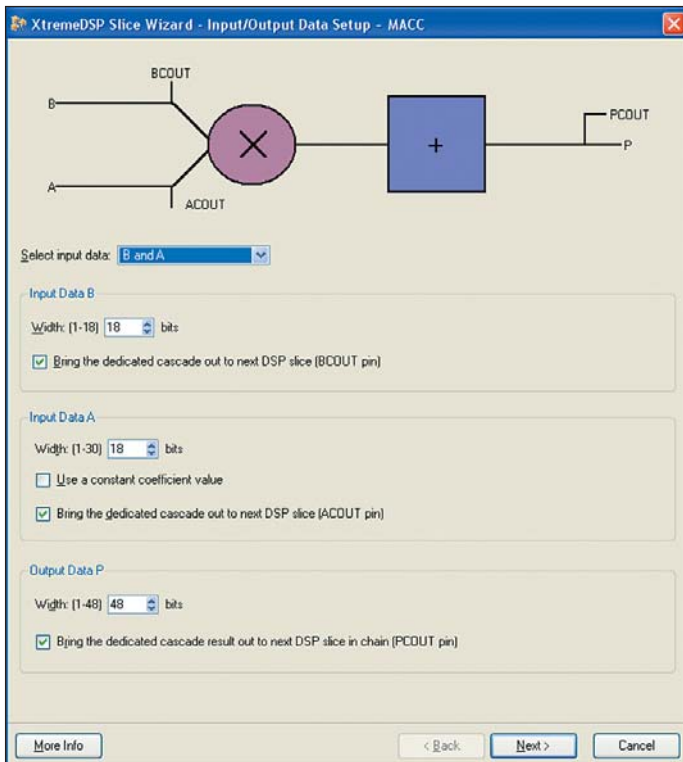 XtremeDSP Slice Wizard - Input/Output Data Setup - MACC
BCOUT
B
PCOUT
+
P
A
ACOUT
Select input data: B and A
Input Data B
Width: (1-18) 18 bits
Bring the dedicated cascade out to next DSP slice (BCOUT pin)
Input Data A
Width: (1-30) 18 bits
Use a constant coefficient value
Bring the dedicated cascade out to next DSP slice (ACOUT pin)
Output Data P
Width: (1-48) 48 bits
Bring the dedicated cascade result out to next DSP slice in chain (PCOUT pin)
More Info < Back Next > Cancel